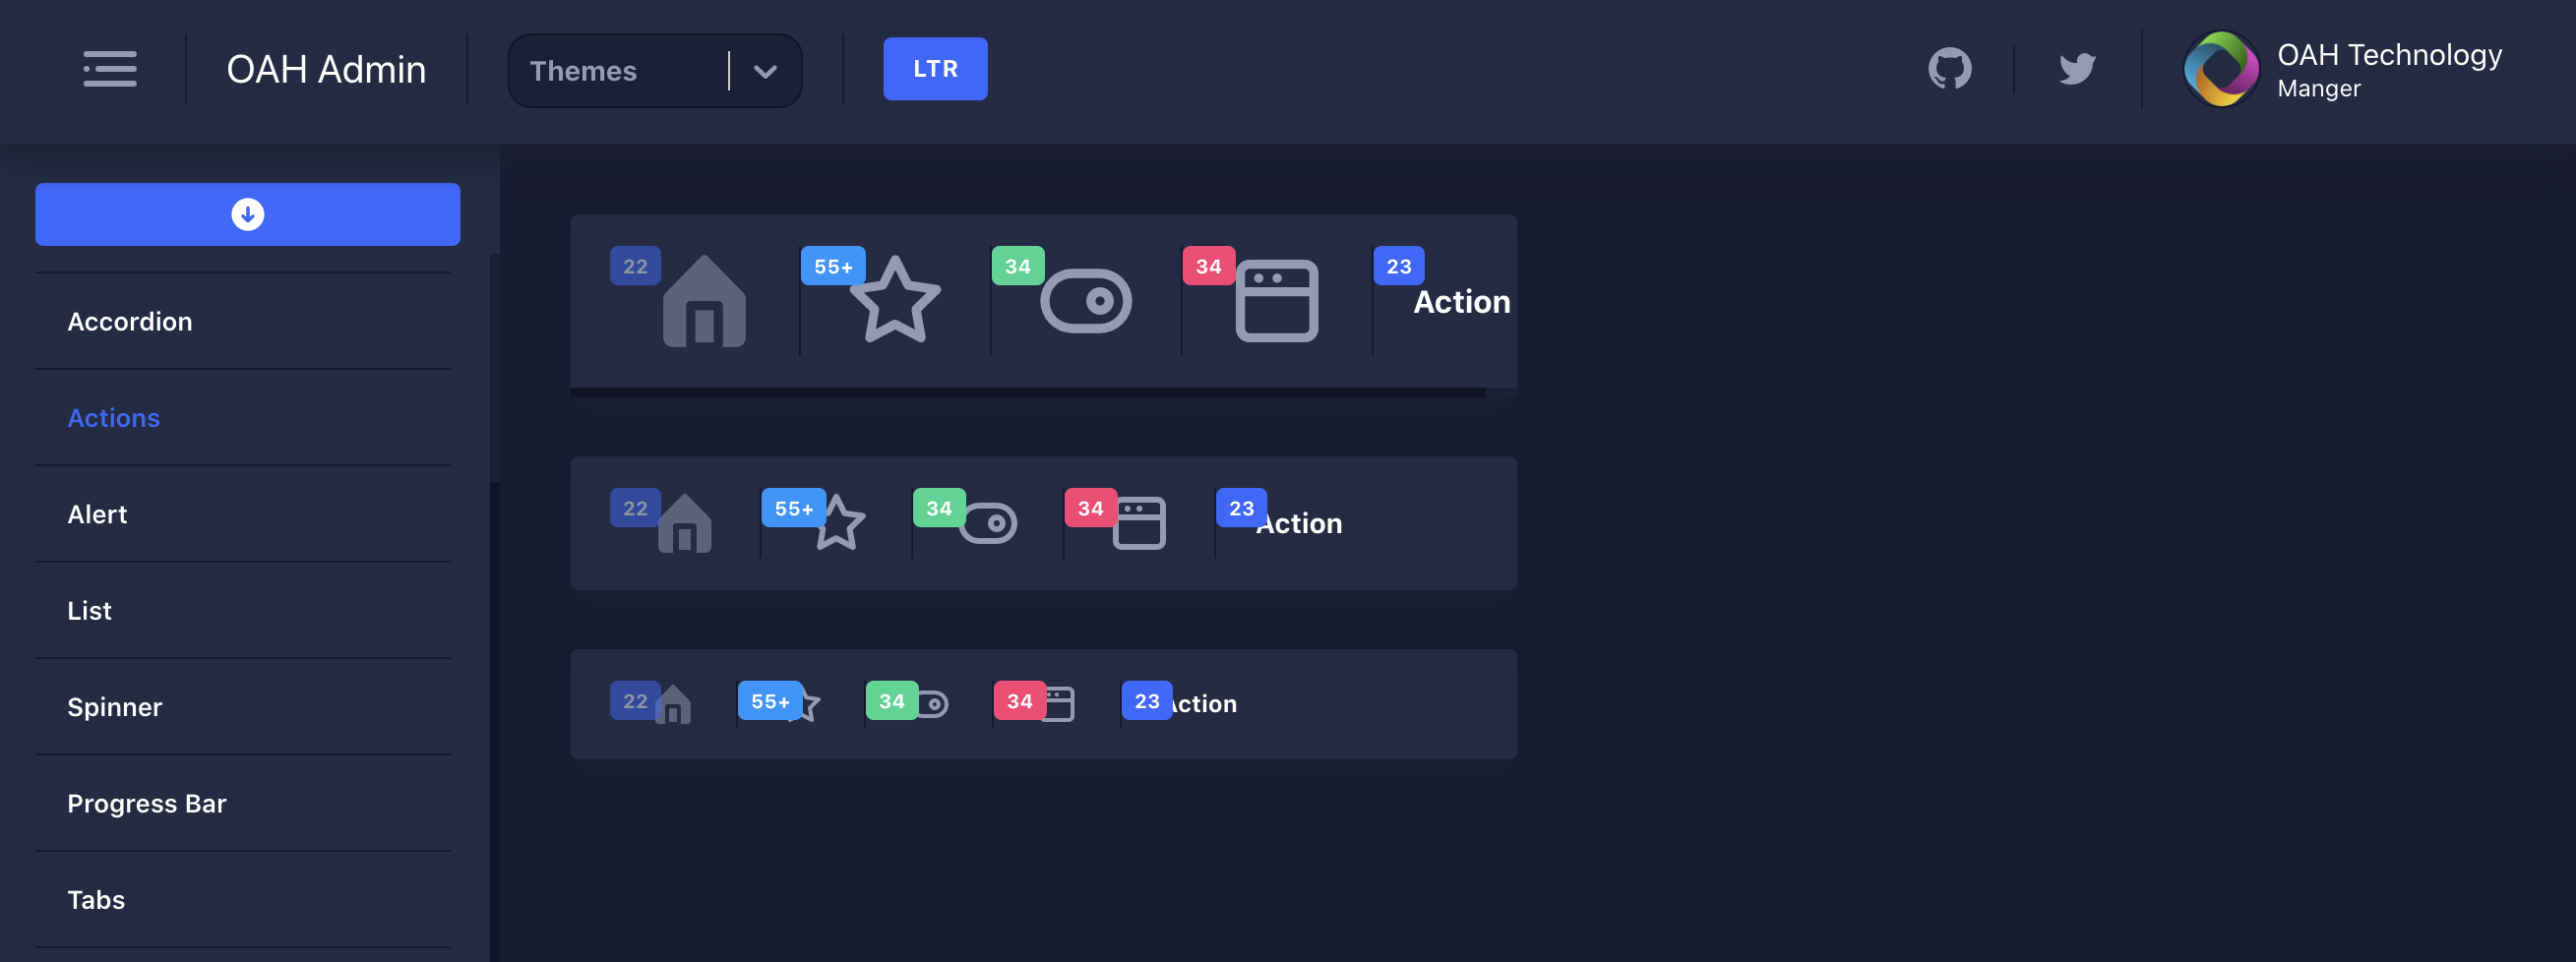 OAH Admin
Themes
LTR
OAH Technology
Manger
Accordion
Actions
Alert
List
Spinner
Progress Bar
Tabs
22 55+ 34 34 23 Action
22 55+ 34 34 23 Action
22 55+ 34 34 23 Action